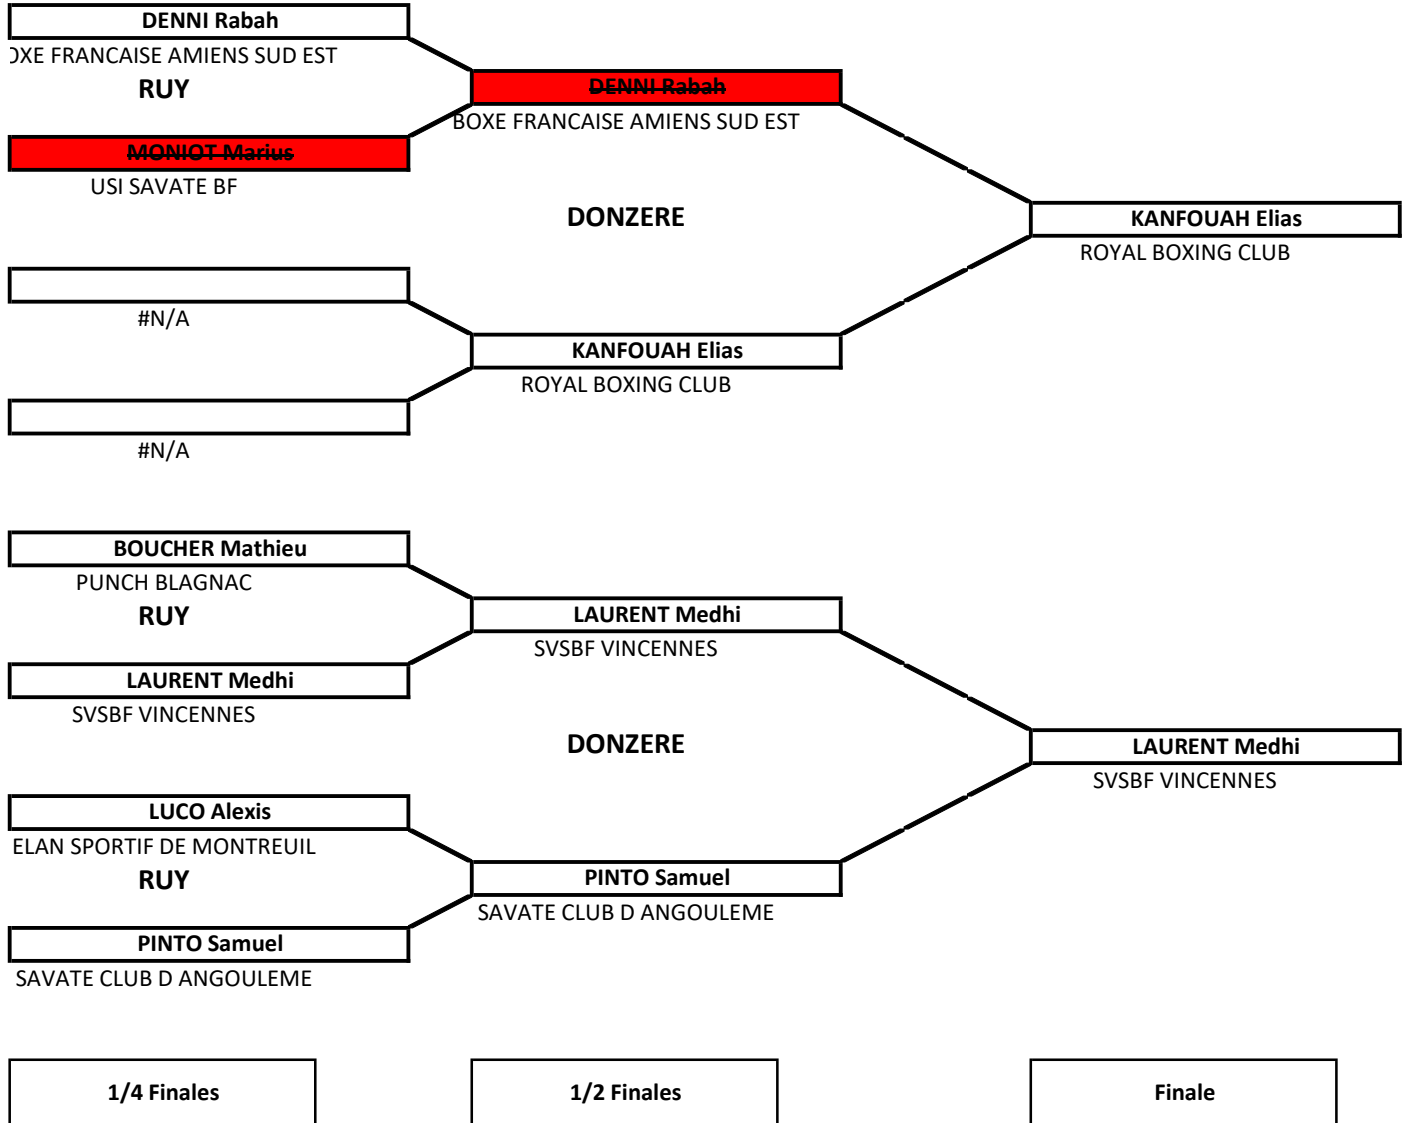 DENNI Rabah
OXE FRANCAISE AMIENS SUD EST
RUY
DENNI Rabah
BOXE FRANCAISE AMIENS SUD EST
MONIOT Marius
USI SAVATE BF
DONZERE
KANFOUAH Elias
ROYAL BOXING CLUB
#N/A
KANFOUAH Elias
ROYAL BOXING CLUB
#N/A
BOUCHER Mathieu
PUNCH BLAGNAC
RUY
LAURENT Medhi
SVSBF VINCENNES
LAURENT Medhi
SVSBF VINCENNES
DONZERE
LAURENT Medhi
SVSBF VINCENNES
LUCO Alexis
ELAN SPORTIF DE MONTREUIL
RUY
PINTO Samuel
SAVATE CLUB D ANGOULEME
PINTO Samuel
SAVATE CLUB D ANGOULEME
1/4 Finales
1/2 Finales
Finale